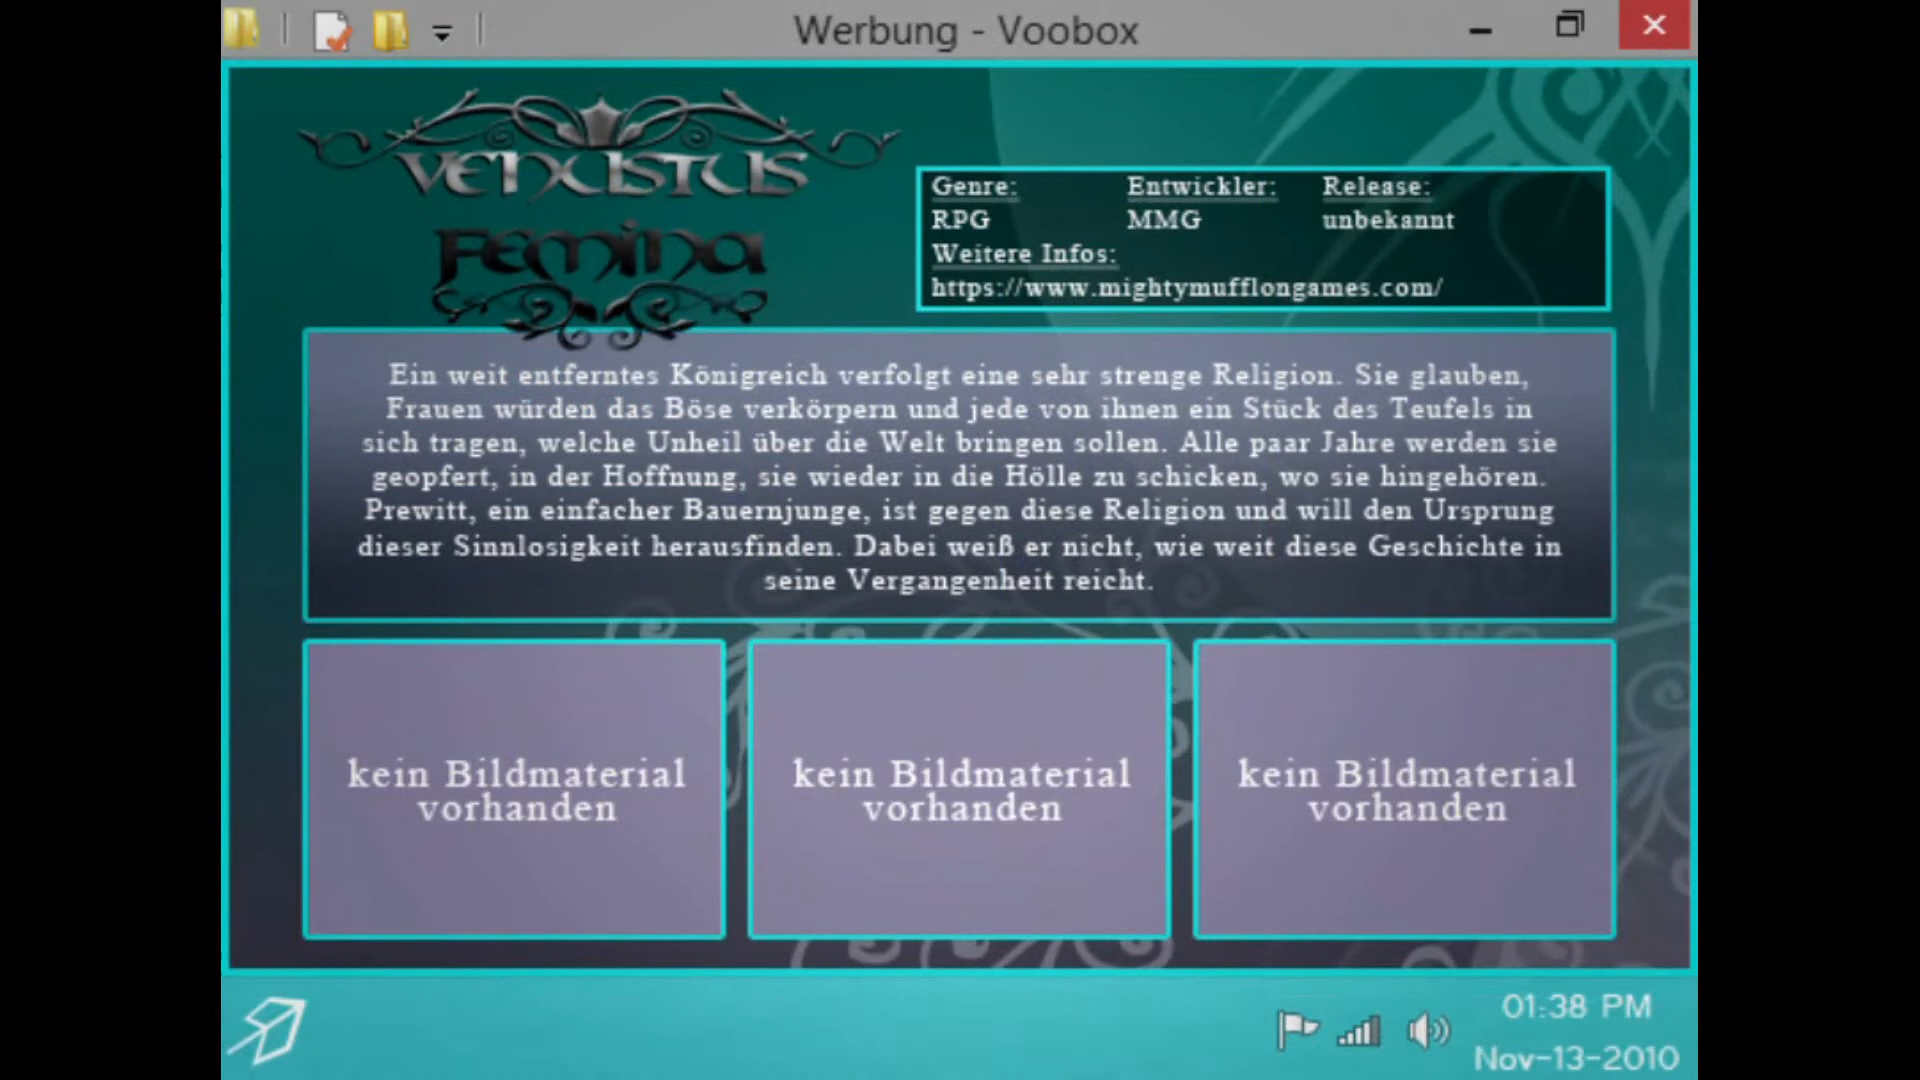 Werbung - Voobox
VENUSTUS
FEMINA
Genre: Entwickler: Release:
RPG MMG unbekannt
Weitere Infos:
https://www.mightymufflongames.com/
Ein weit entferntes Königreich verfolgt eine sehr strenge Religion. Sie glauben,
Frauen würden das Böse verkörpern und jede von ihnen ein Stück des Teufels in
sich tragen, welche Unheil über die Welt bringen sollen. Alle paar Jahre werden sie
geopfert, in der Hoffnung, sie wieder in die Hölle zu schicken, wo sie hingehören.
Prewitt, ein einfacher Bauernjunge, ist gegen diese Religion und will den Ursprung
dieser Sinnlosigkeit herausfinden. Dabei weiß er nicht, wie weit diese Geschichte in
seine Vergangenheit reicht.
kein Bildmaterial
vorhanden
kein Bildmaterial
vorhanden
kein Bildmaterial
vorhanden
01:38 PM
Nov-13-2010